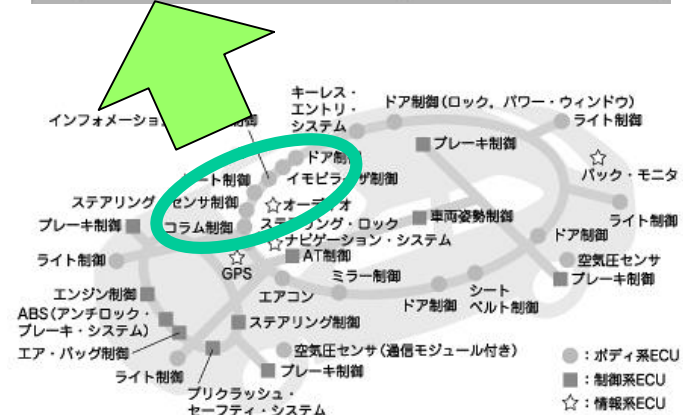 キーレス・
エントリ・
システム
ドア制御（ロック，パワー・ウィンドウ）
インフォメーショ
制御
ライト制御
ブレーキ制御
ドア制
バック・モニタ
ート制御
イモビラ
ザ制御
ステアリング
センサ制御
オーディオ
ライト制御
ブレーキ制御
コラム制御
ステアリング・ロック
車両姿勢制御
ナビゲーション・システム
ドア制御
ライト制御
GPS
AT制御
空気圧センサ
ミラー制御
ブレーキ制御
エンジン制御
エアコン
ドア制御
シート
ベルト制御
ABS（アンチロック・
ブレーキ・システム）
ステアリング制御
エア・バッグ制御
空気圧センサ（通信モジュール付き）
ブレーキ制御
ライト制御
プリクラッシュ・
セーフティ・システム
：ボディ系ECU
：制御系ECU
：情報系ECU